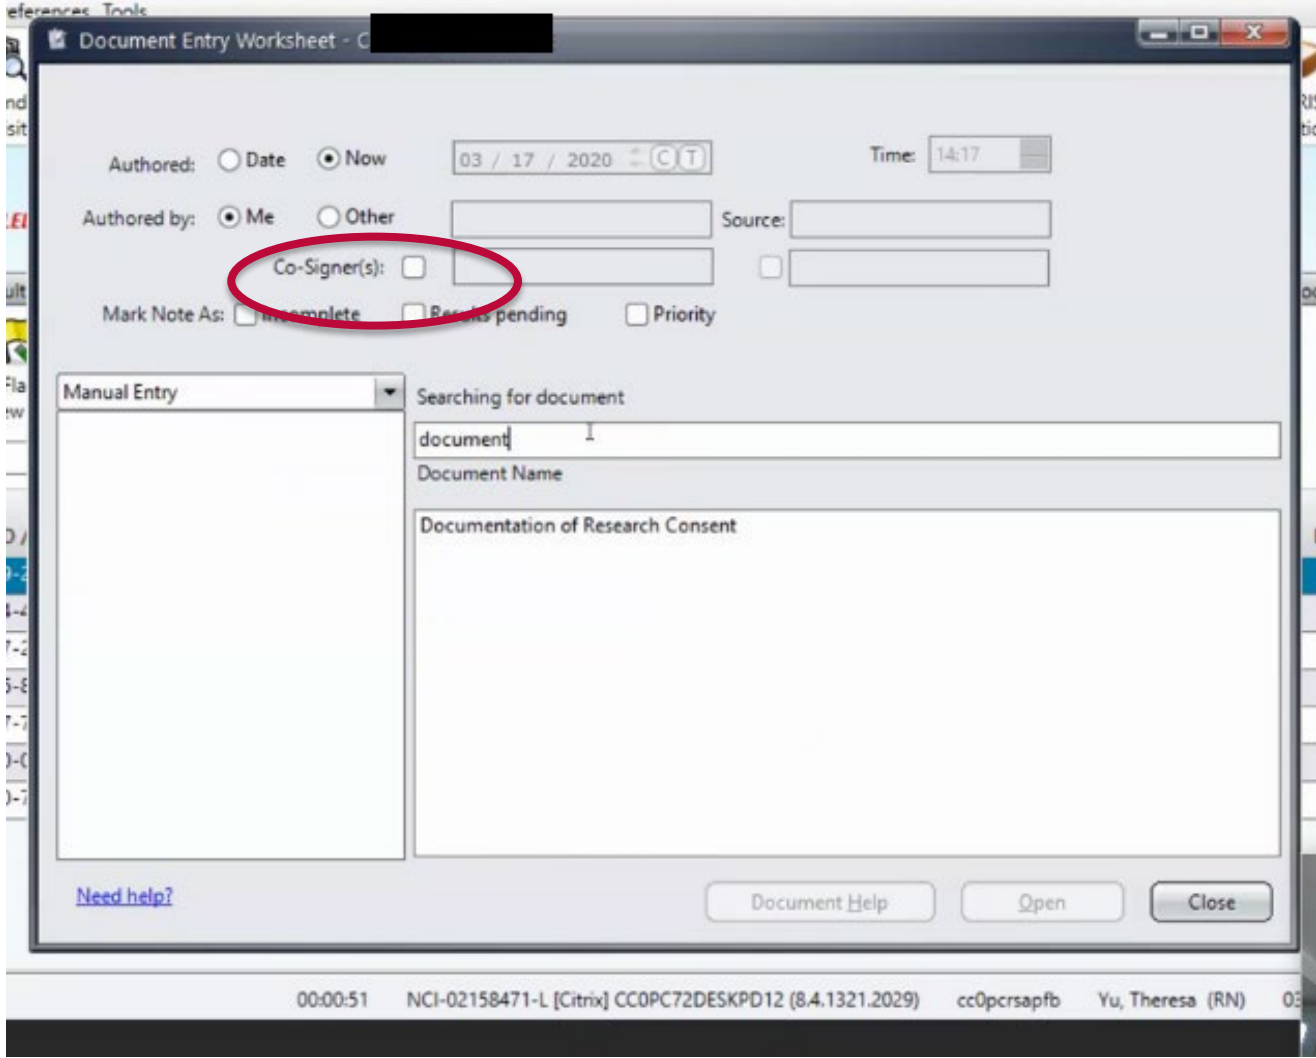 Tools
Document Entry Worksheet - C
Authored: Date Now 03 / 17 / 2020 C T Time: 14:17
Authored by: Me Other Source:
Co-Signer(s):
Mark Note As: Incomplete Results pending Priority
Manual Entry
Searching for document
document
Document Name
Documentation of Research Consent
Need help?
Document Help Open Close
00:00:51 NCI-02158471-L [Citrix] CC0PC72DESKPD12 (8.4.1321.2029) cc0pcrsapfb Yu, Theresa (RN)